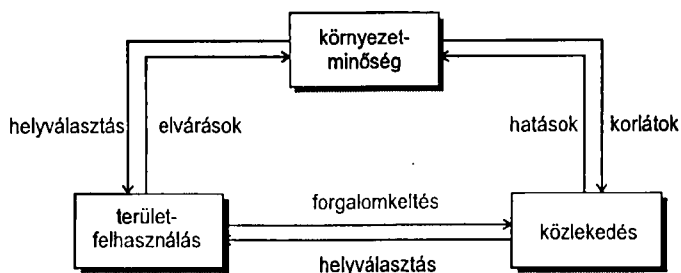 környezet-
minőség
helyválasztás
elvárások
hatások
korlátok
terület-
felhasználás
forgalomkeltés
közlekedés
helyválasztás